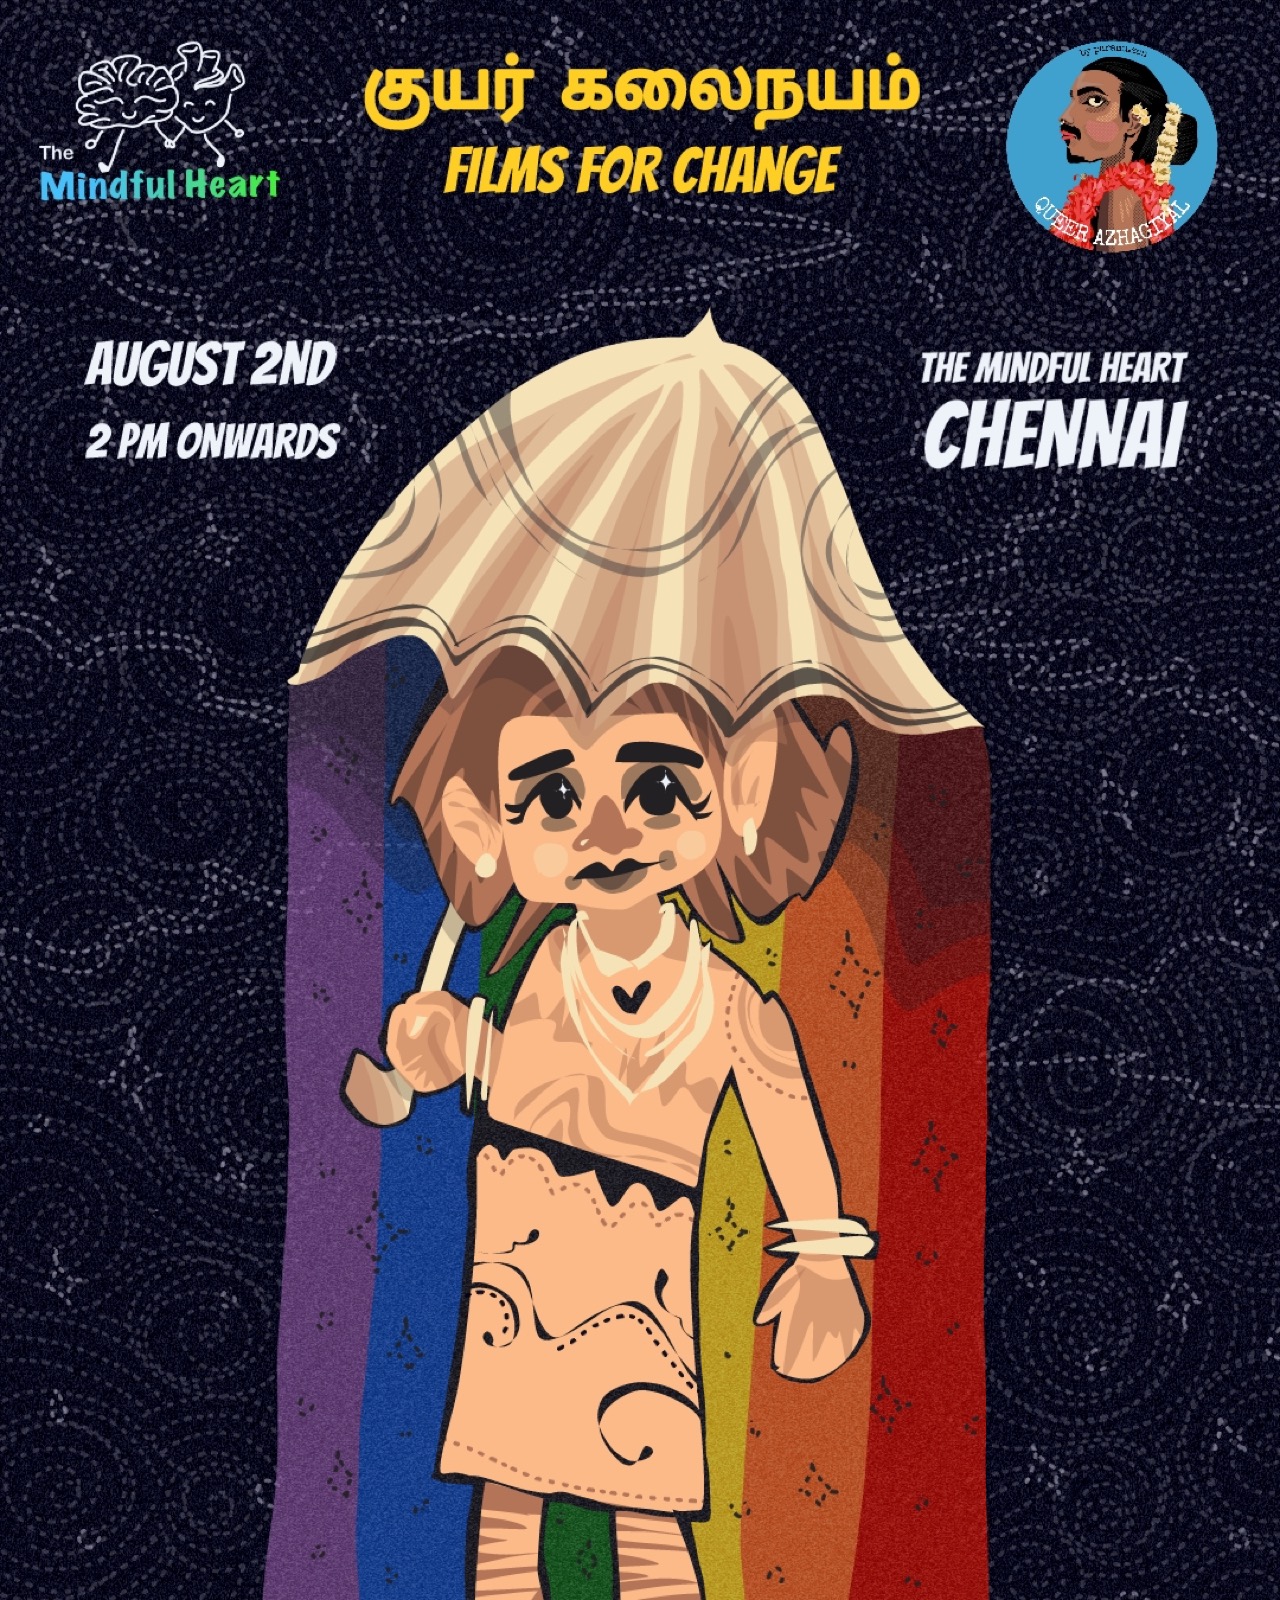 The
Mindful Heart
குயர் கலைநயம்
FILMS FOR CHANGE
QUEER AZHAGIYAL
AUGUST 2ND
2 PM ONWARDS
THE MINDFUL HEART
CHENNAI